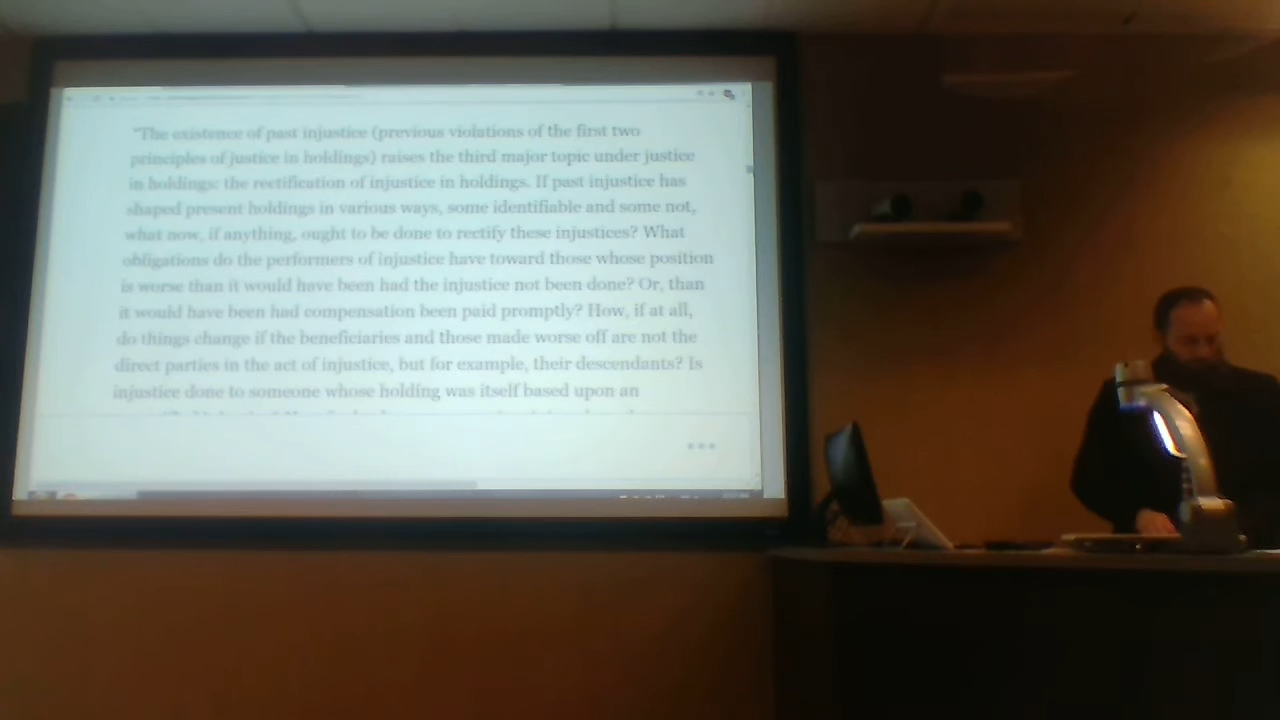 "The existence of past injustice (previous violations of the first two
principles of justice in holdings) raises the third major topic under justice
in holdings: the rectification of injustice in holdings. If past injustice has
shaped present holdings in various ways, some identifiable and some not,
what now, if anything, ought to be done to rectify these injustices? What
obligations do the performers of injustice have toward those whose position
is worse than it would have been had the injustice not been done? Or, than
it would have been had compensation been paid promptly? How, if at all,
do things change if the beneficiaries and those made worse off are not the
direct parties in the act of injustice, but for example, their descendants? Is
injustice done to someone whose holding was itself based upon an